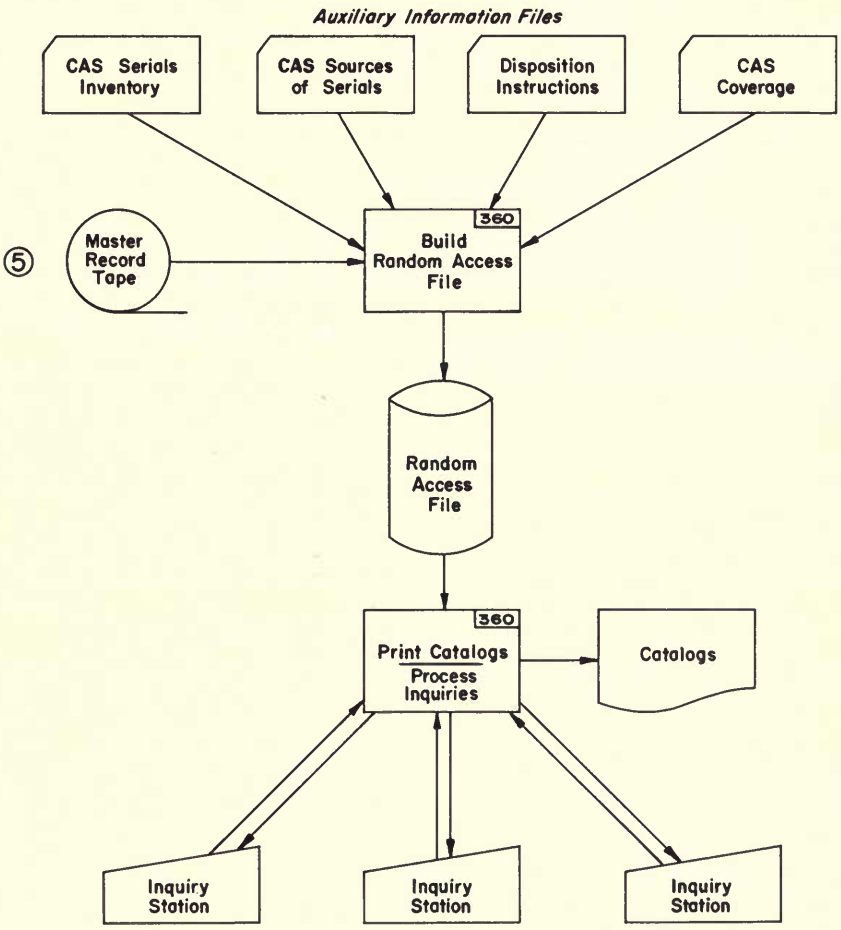 Auxiliary Information Files
CAS Serials
Inventory
CAS Sources
of Serials
Disposition
Instructions
CAS
Coverage
5
Master
Record
Tape
360
Build
Random Access
File
Random
Access
File
360
Print Catalogs
Process
Inquiries
Catalogs
Inquiry
Station
Inquiry
Station
Inquiry
Station